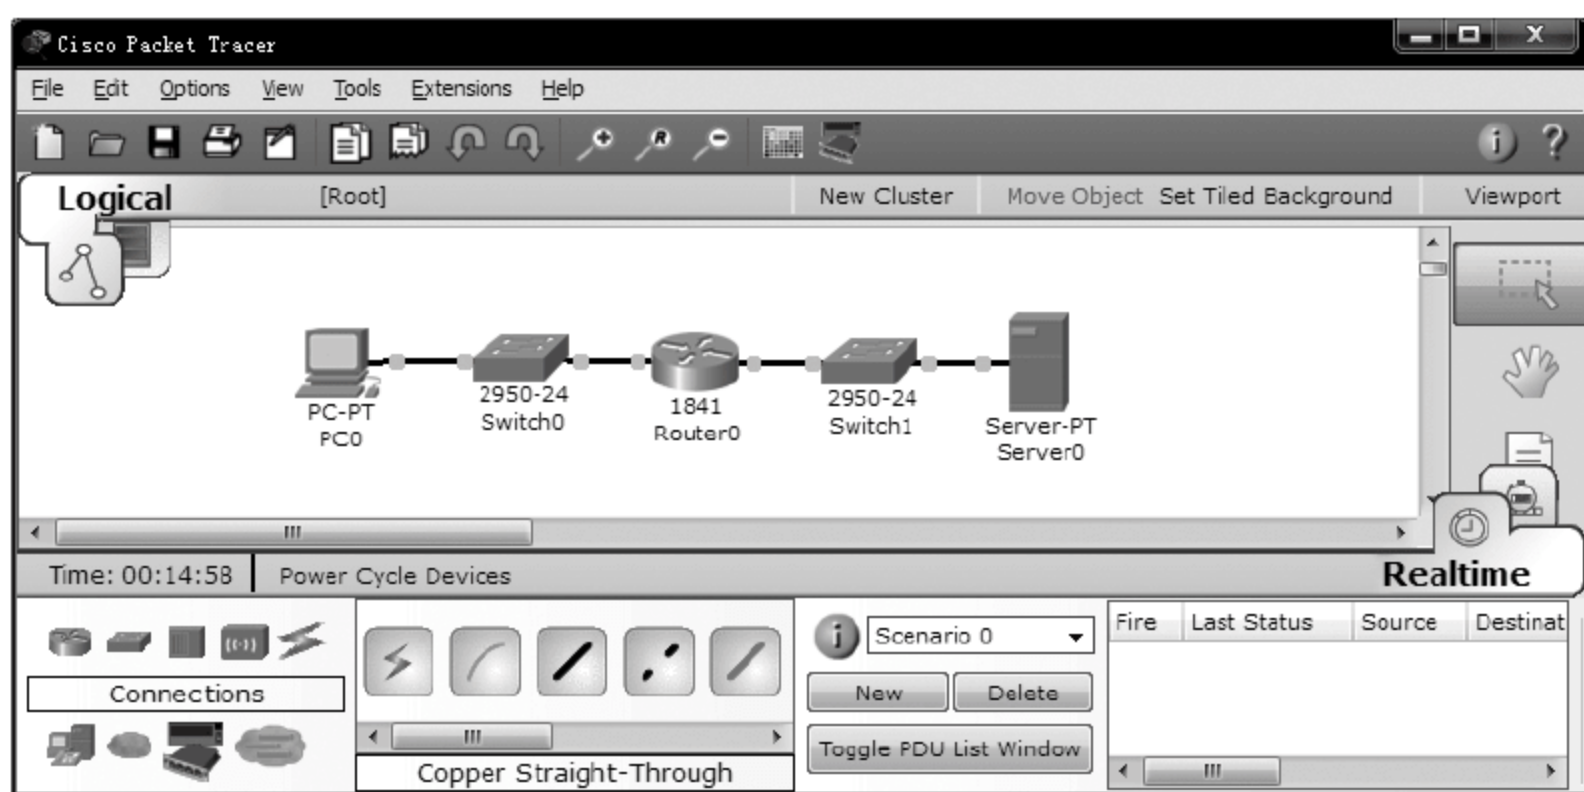 Cisco Packet Tracer
X
File Edit Options View Tools Extensions Help
R
i ?
Logical [Root] New Cluster Move Object Set Tiled Background Viewport
PC-PT
PC0
2950-24
Switch0
1841
Router0
2950-24
Switch1
Server-PT
Server0
Time: 00:14:58 Power Cycle Devices Realtime
Connections
Copper Straight-Through
i Scenario 0
New Delete
Toggle PDU List Window
Fire Last Status Source Destinat